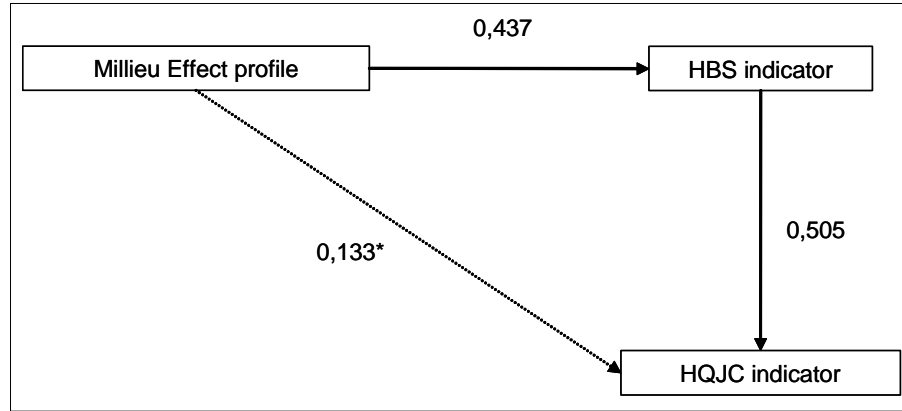 0,437
Millieu Effect profile
HBS indicator
0,133*
0,505
HQJC indicator